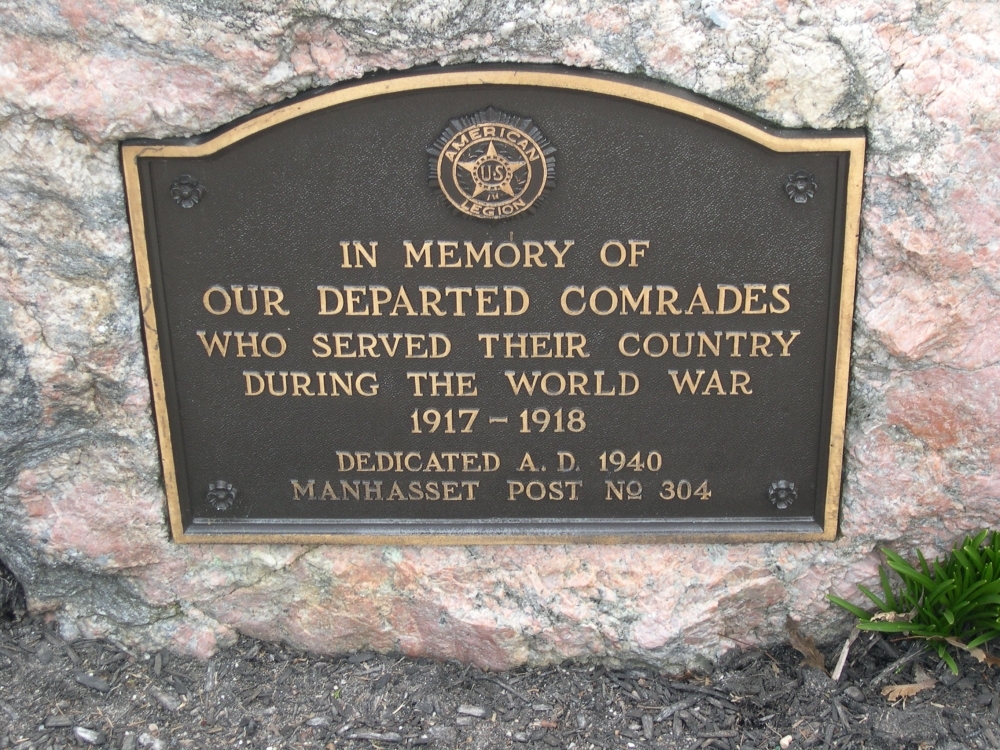 AMERICAN
US
LEGION
IN MEMORY OF
OUR DEPARTED COMRADES
WHO SERVED THEIR COUNTRY
DURING THE WORLD WAR
1917 – 1918
DEDICATED A. D. 1940
MANHASSET POST Nº 304